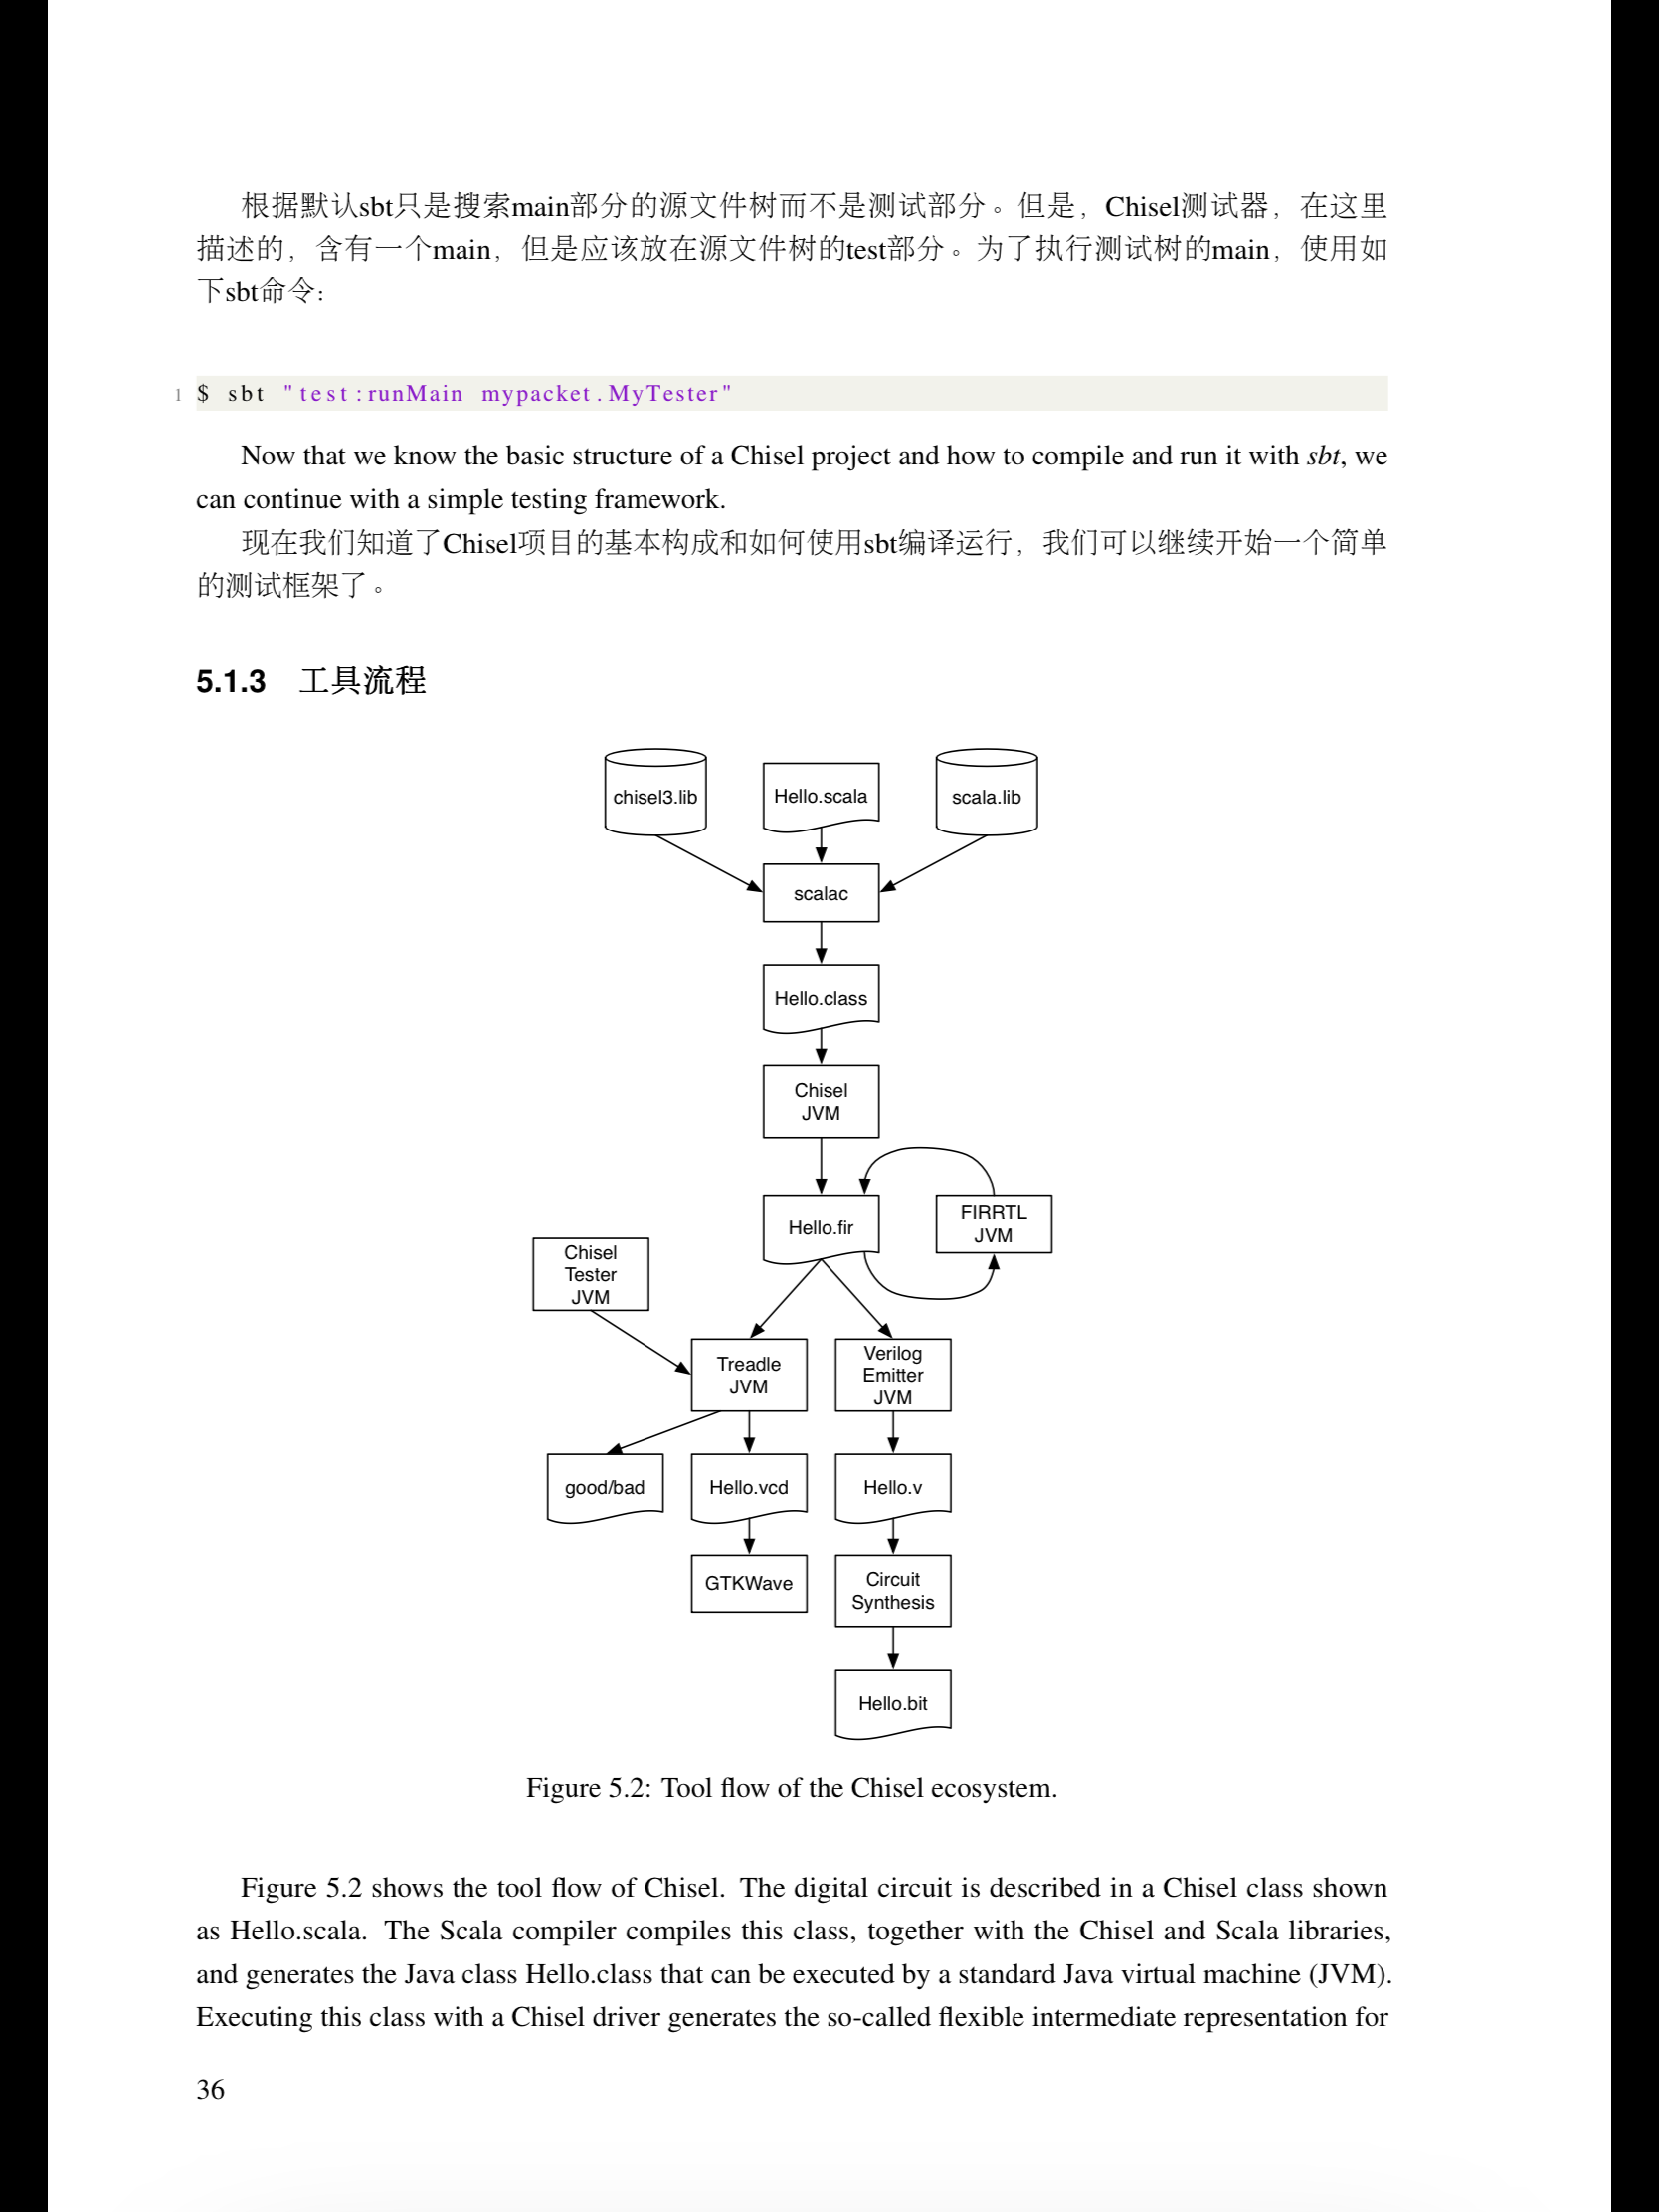 根据默认sbt只是搜索main部分的源文件树而不是测试部分。但是，Chisel测试器，在这里
描述的，含有一个main，但是应该放在源文件树的test部分。为了执行测试树的main，使用如
下sbt命令：
1 $ sbt "test:runMain mypacket.MyTester"
Now that we know the basic structure of a Chisel project and how to compile and run it with sbt, we
can continue with a simple testing framework.
现在我们知道了Chisel项目的基本构成和如何使用sbt编译运行，我们可以继续开始一个简单
的测试框架了。
5.1.3 工具流程
chisel3.lib
Hello.scala
scala.lib
scalac
Hello.class
Chisel
JVM
Hello.fir
FIRRTL
JVM
Chisel
Tester
JVM
Treadle
JVM
Verilog
Emitter
JVM
good/bad
Hello.vcd
Hello.v
GTKWave
Circuit
Synthesis
Hello.bit
Figure 5.2: Tool flow of the Chisel ecosystem.
Figure 5.2 shows the tool flow of Chisel. The digital circuit is described in a Chisel class shown
as Hello.scala. The Scala compiler compiles this class, together with the Chisel and Scala libraries,
and generates the Java class Hello.class that can be executed by a standard Java virtual machine (JVM).
Executing this class with a Chisel driver generates the so-called flexible intermediate representation for
36